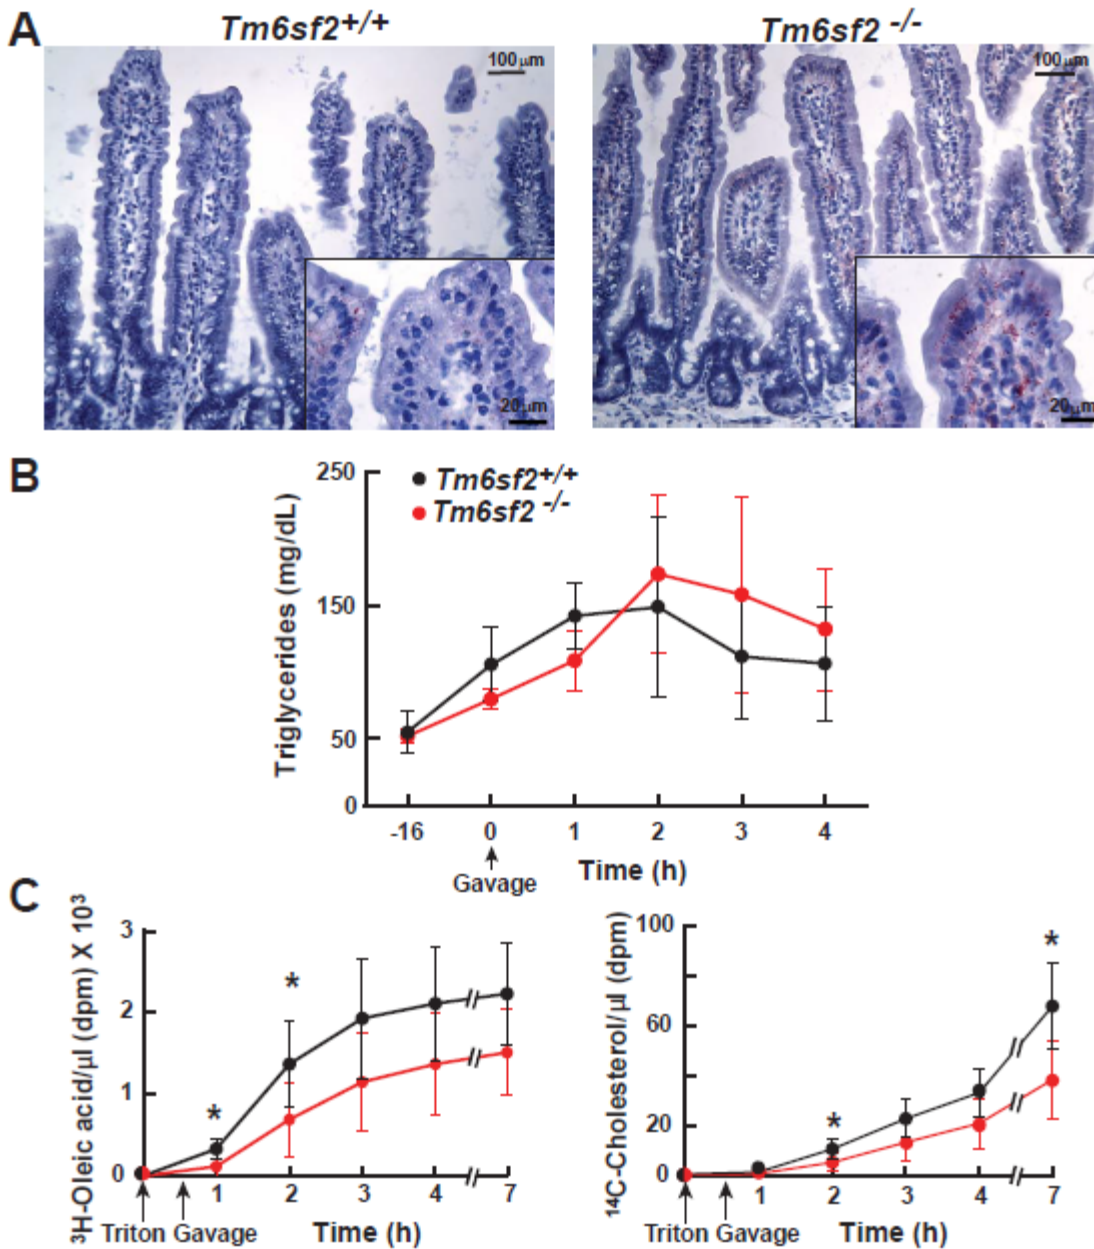 A
Tm6sf2+/+
Tm6sf2 -/-
100 µm
100 µm
20 µm
20 µm
B
Triglycerides (mg/dL)
250
150
50
0
Tm6sf2+/+
Tm6sf2 -/-
-16 0 1 2 3 4
Gavage
Time (h)
C
³H-Oleic acid/µl (dpm) X 10³
3
2
1
0
* *
1 2 3 4 7
Triton Gavage Time (h)
¹⁴C-Cholesterol/µl (dpm)
100
60
20
0
* *
1 2 3 4 7
Triton Gavage Time (h)